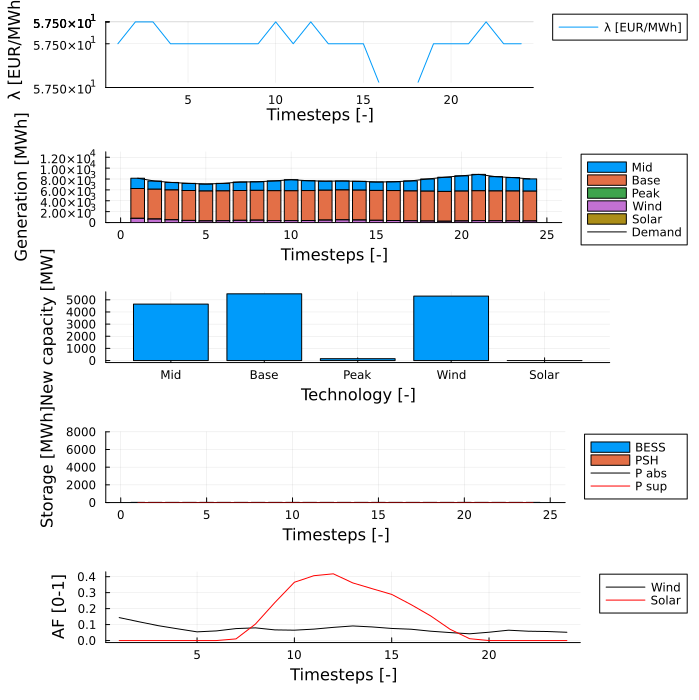 λ [EUR/MWh]
5.750×10¹
5.750×10¹
5.750×10¹
5 10 15 20
Timesteps [-]
λ [EUR/MWh]
Generation [MWh]
1.20×10⁴
1.00×10⁴
8.00×10³
6.00×10³
4.00×10³
2.00×10³
0
0 5 10 15 20 25
Timesteps [-]
Mid
Base
Peak
Wind
Solar
Demand
New capacity [MW]
5000
4000
3000
2000
1000
0
Mid Base Peak Wind Solar
Technology [-]
Storage [MWh]
8000
6000
4000
2000
0
0 5 10 15 20 25
Timesteps [-]
BESS
PSH
P abs
P sup
AF [0-1]
0.4
0.3
0.2
0.1
0.0
5 10 15 20
Timesteps [-]
Wind
Solar